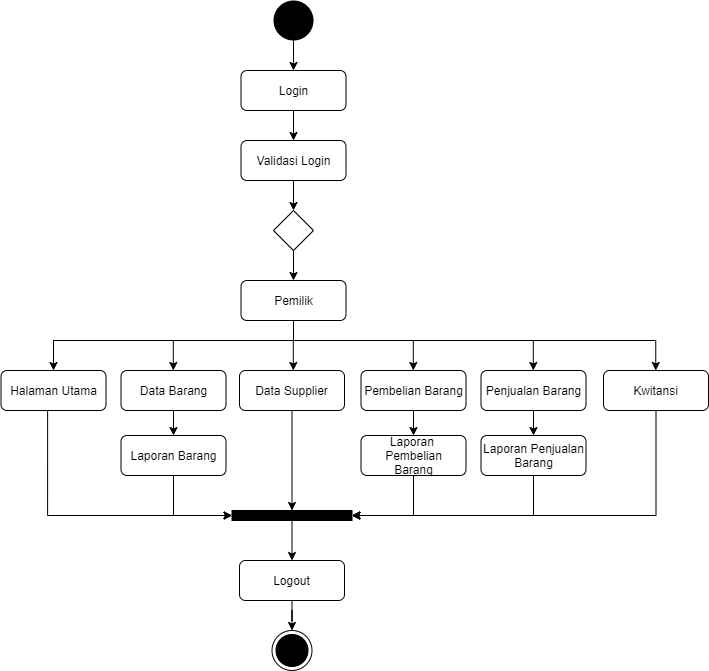 Login
Validasi Login
Pemilik
Halaman Utama
Data Barang
Data Supplier
Pembelian Barang
Penjualan Barang
Kwitansi
Laporan Barang
Laporan
Pembelian
Barang
Laporan Penjualan
Barang
Logout